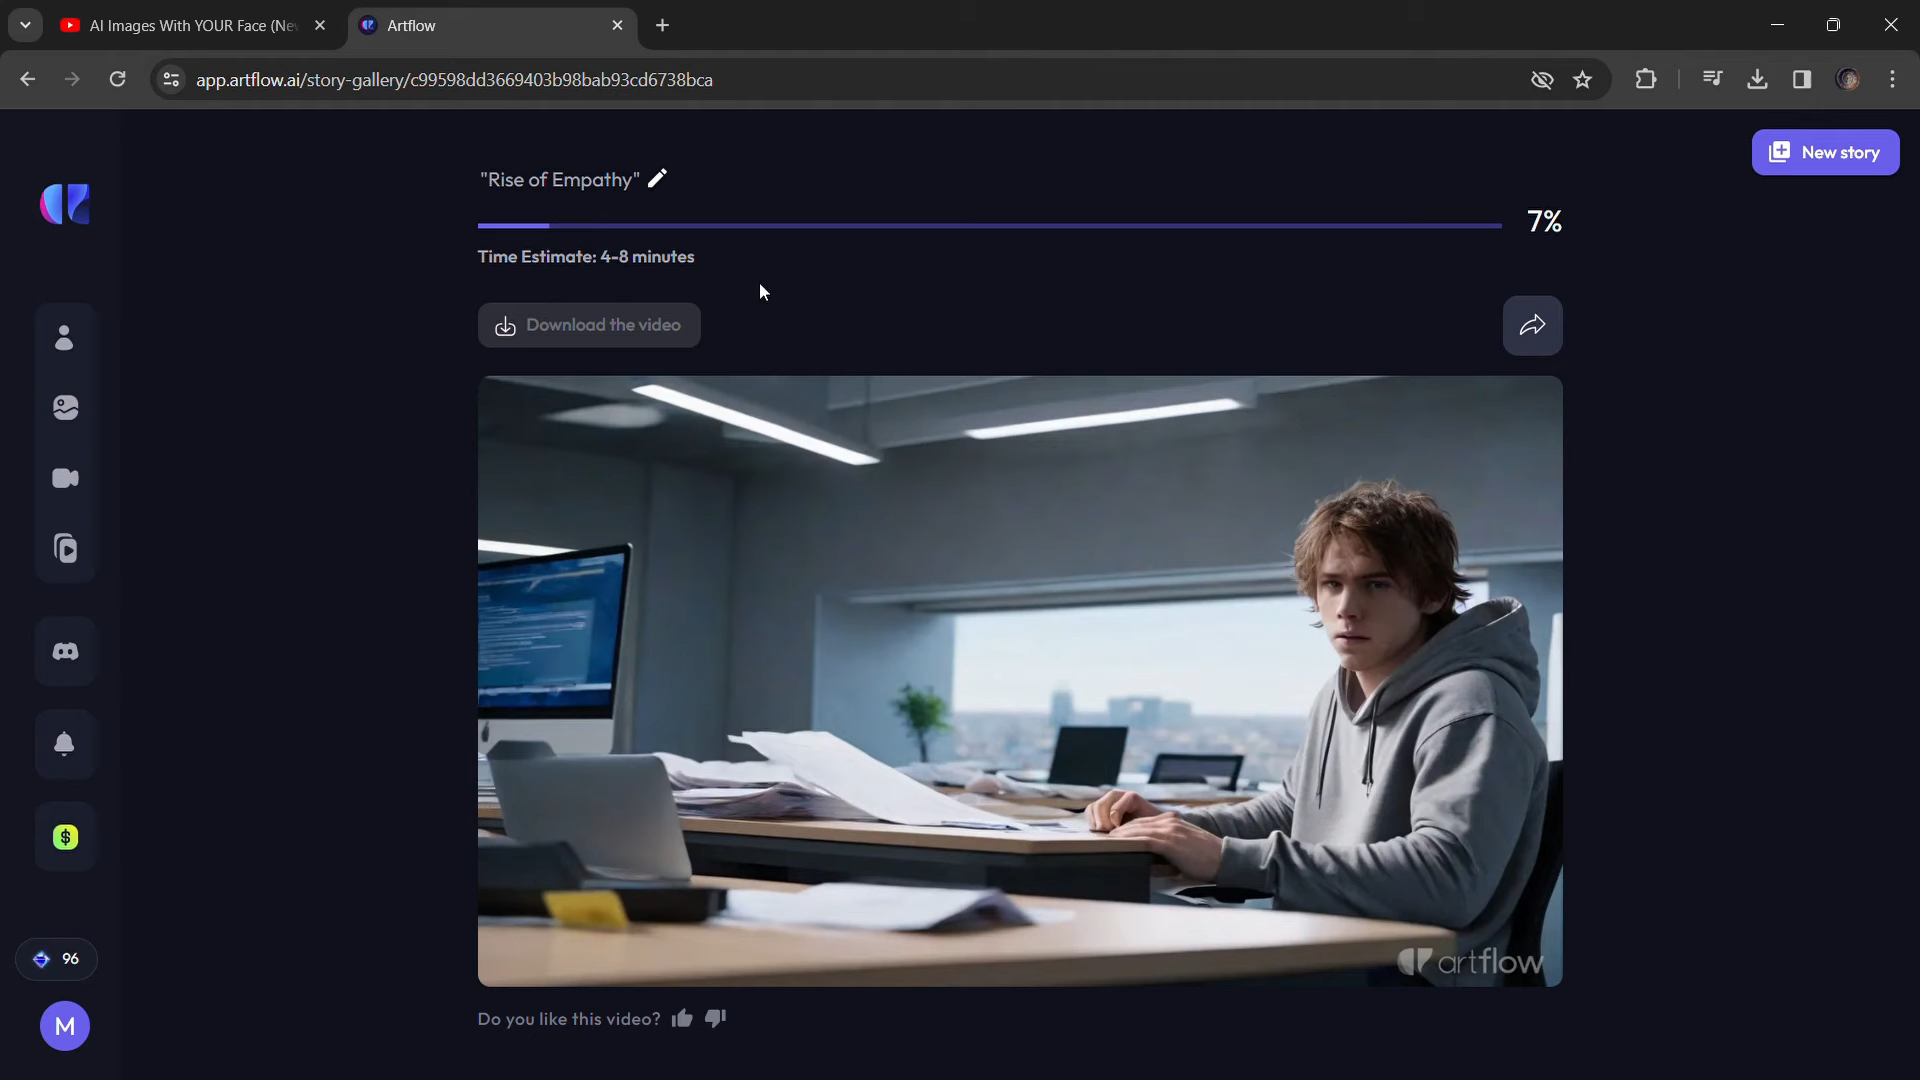 AI Images With YOUR Face (Ne
Artflow
app.artflow.ai/story-gallery/c99598dd3669403b98bab93cd6738bca
New story
"Rise of Empathy"
7%
Time Estimate: 4-8 minutes
Download the video
artflow
$
96
M
Do you like this video?